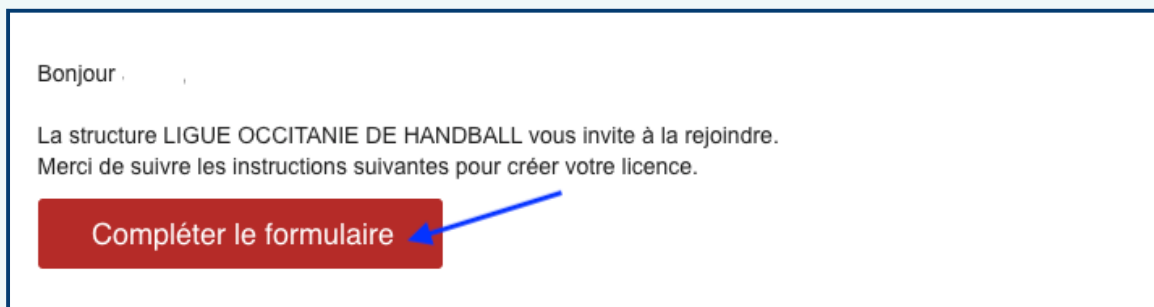 Bonjour ,
La structure LIGUE OCCITANIE DE HANDBALL vous invite à la rejoindre.
Merci de suivre les instructions suivantes pour créer votre licence.
Compléter le formulaire